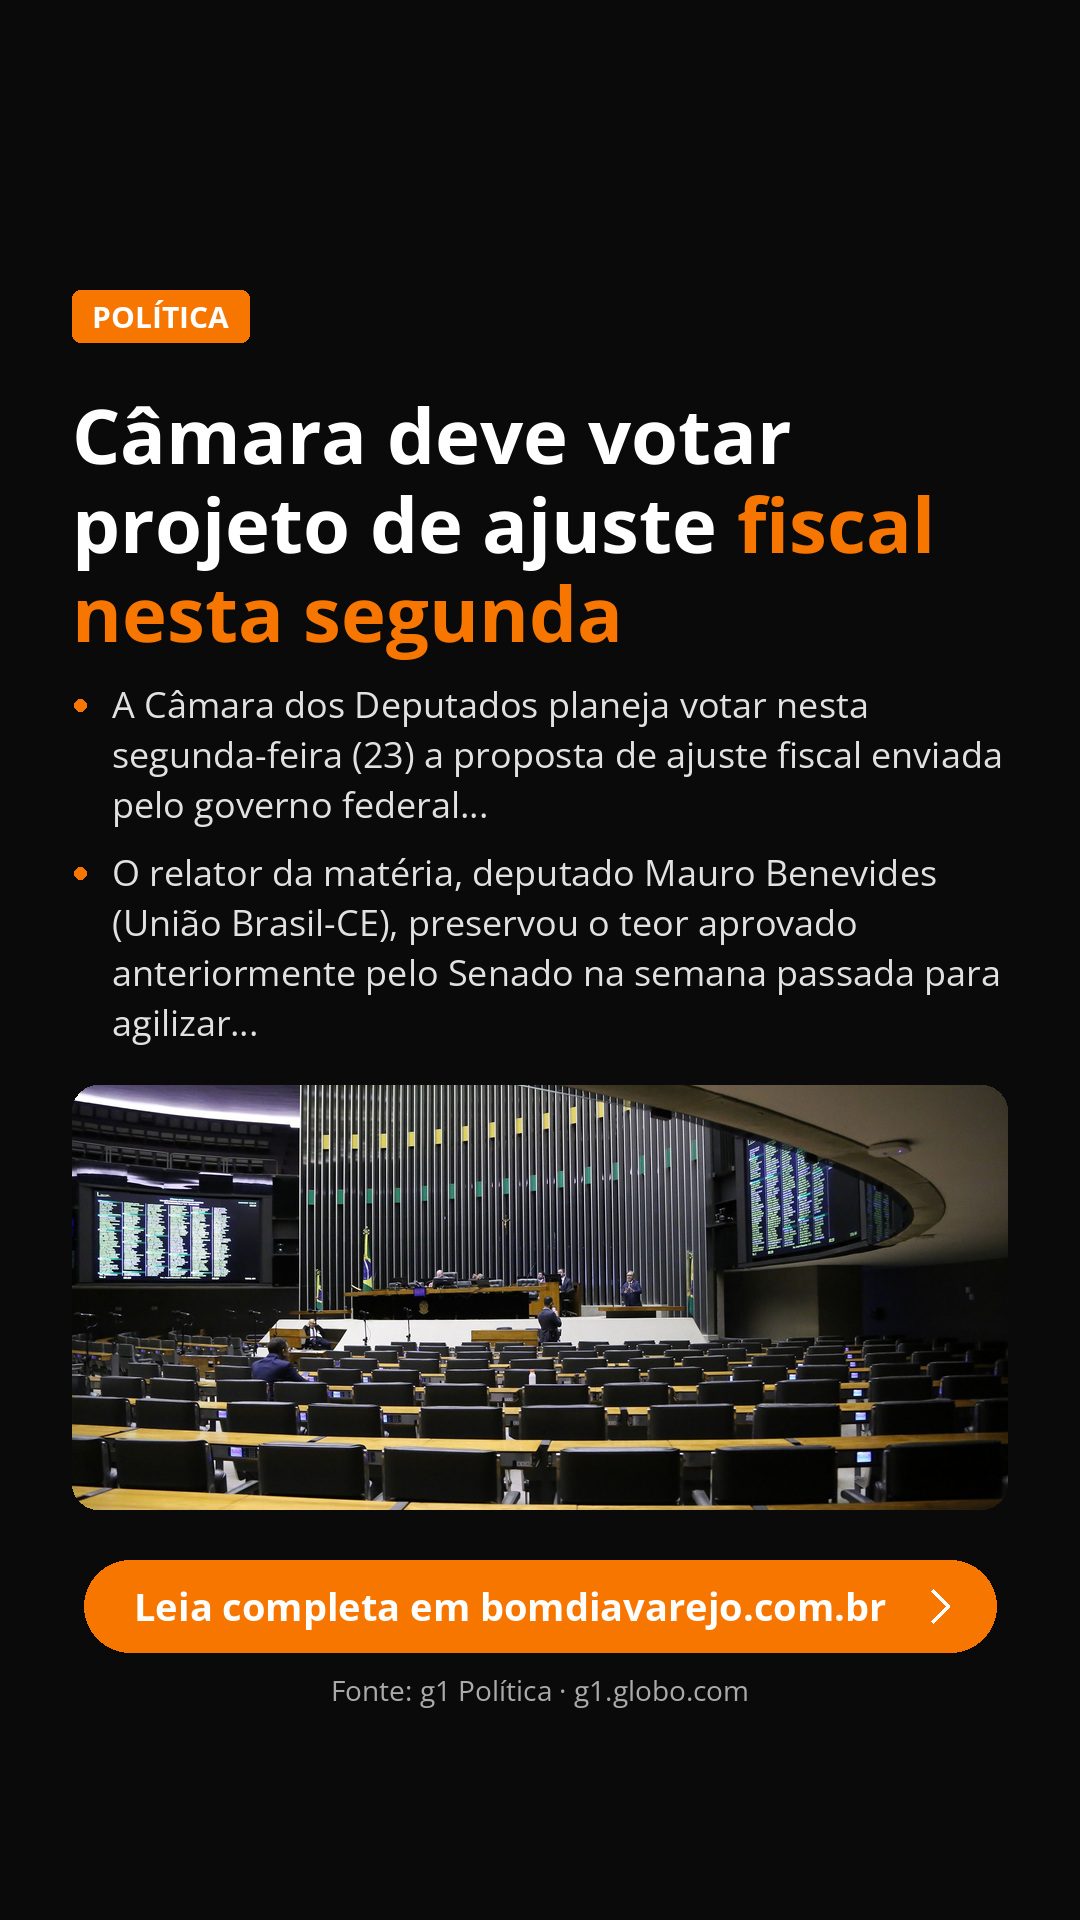 POLÍTICA
Câmara deve votar
projeto de ajuste fiscal
nesta segunda
A Câmara dos Deputados planeja votar nesta
segunda-feira (23) a proposta de ajuste fiscal enviada
pelo governo federal...
O relator da matéria, deputado Mauro Benevides
(União Brasil-CE), preservou o teor aprovado
anteriormente pelo Senado na semana passada para
agilizar...
Leia completa em bomdiavarejo.com.br
Fonte: g1 Política · g1.globo.com